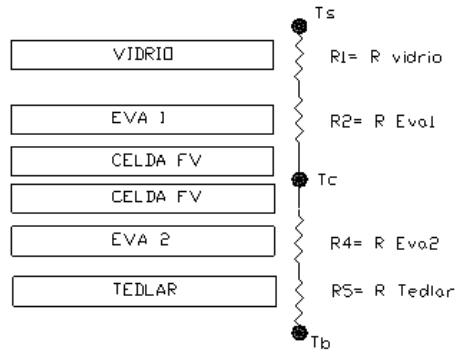 Ts
VIDRIO R1= R vidrio
EVA 1 R2= R Eva1
CELDA FV
Tc
CELDA FV
EVA 2 R4= R Eva2
TEDLAR R5= R Tedlar
Tb